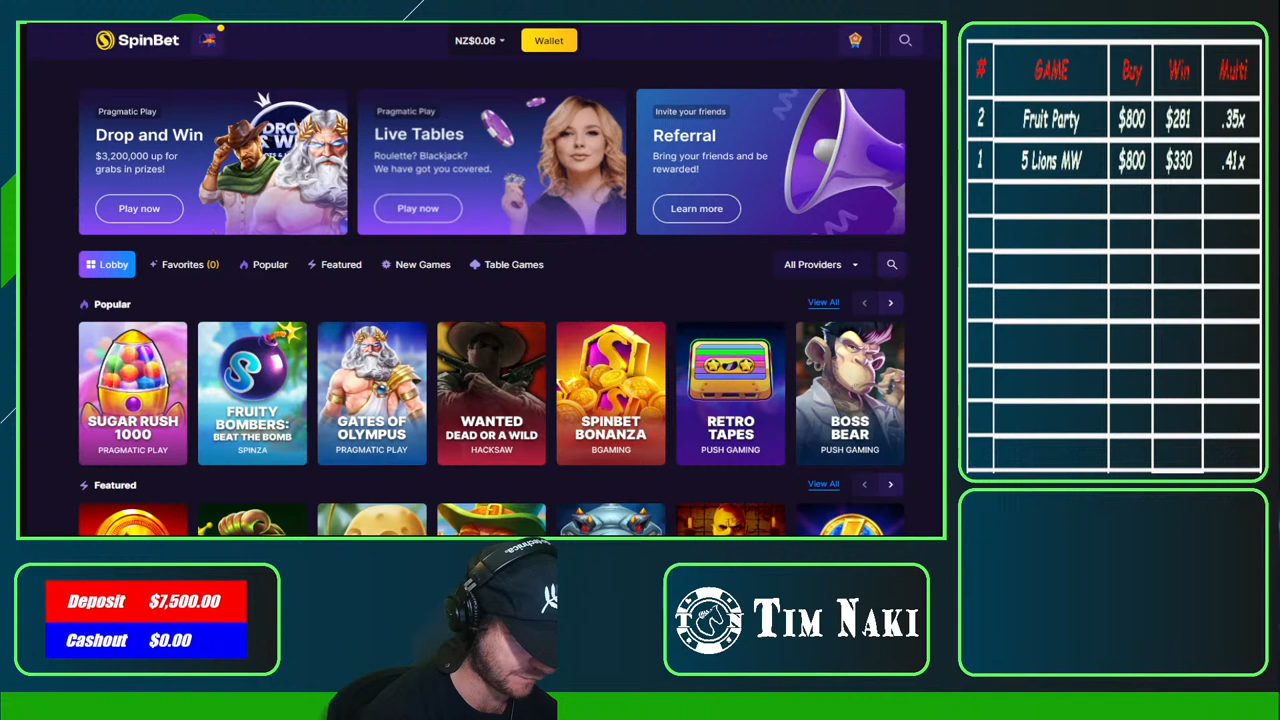 SpinBet
NZ$0.06
Wallet
Pragmatic Play
Drop and Win
$3,200,000 up for
grabs in prizes!
Play now
Pragmatic Play
Live Tables
Roulette? Blackjack?
We have got you covered.
Play now
Invite your friends
Referral
Bring your friends and be
rewarded!
Learn more
Lobby
Favorites (0)
Popular
Featured
New Games
Table Games
All Providers
Popular
View All
SUGAR RUSH
1000
PRAGMATIC PLAY
FRUITY
BOMBERS:
BEAT THE BOMB
SPINZA
GATES OF
OLYMPUS
PRAGMATIC PLAY
WANTED
DEAD OR A WILD
HACKSAW
SPINBET
BONANZA
BGAMING
RETRO
TAPES
PUSH GAMING
BOSS
BEAR
PUSH GAMING
Featured
View All
# GAME Buy Win Multi
2 Fruit Party $800 $281 .35x
1 5 Lions MW $800 $330 .41x
Deposit $7,500.00
Cashout $0.00
TIM NAKI